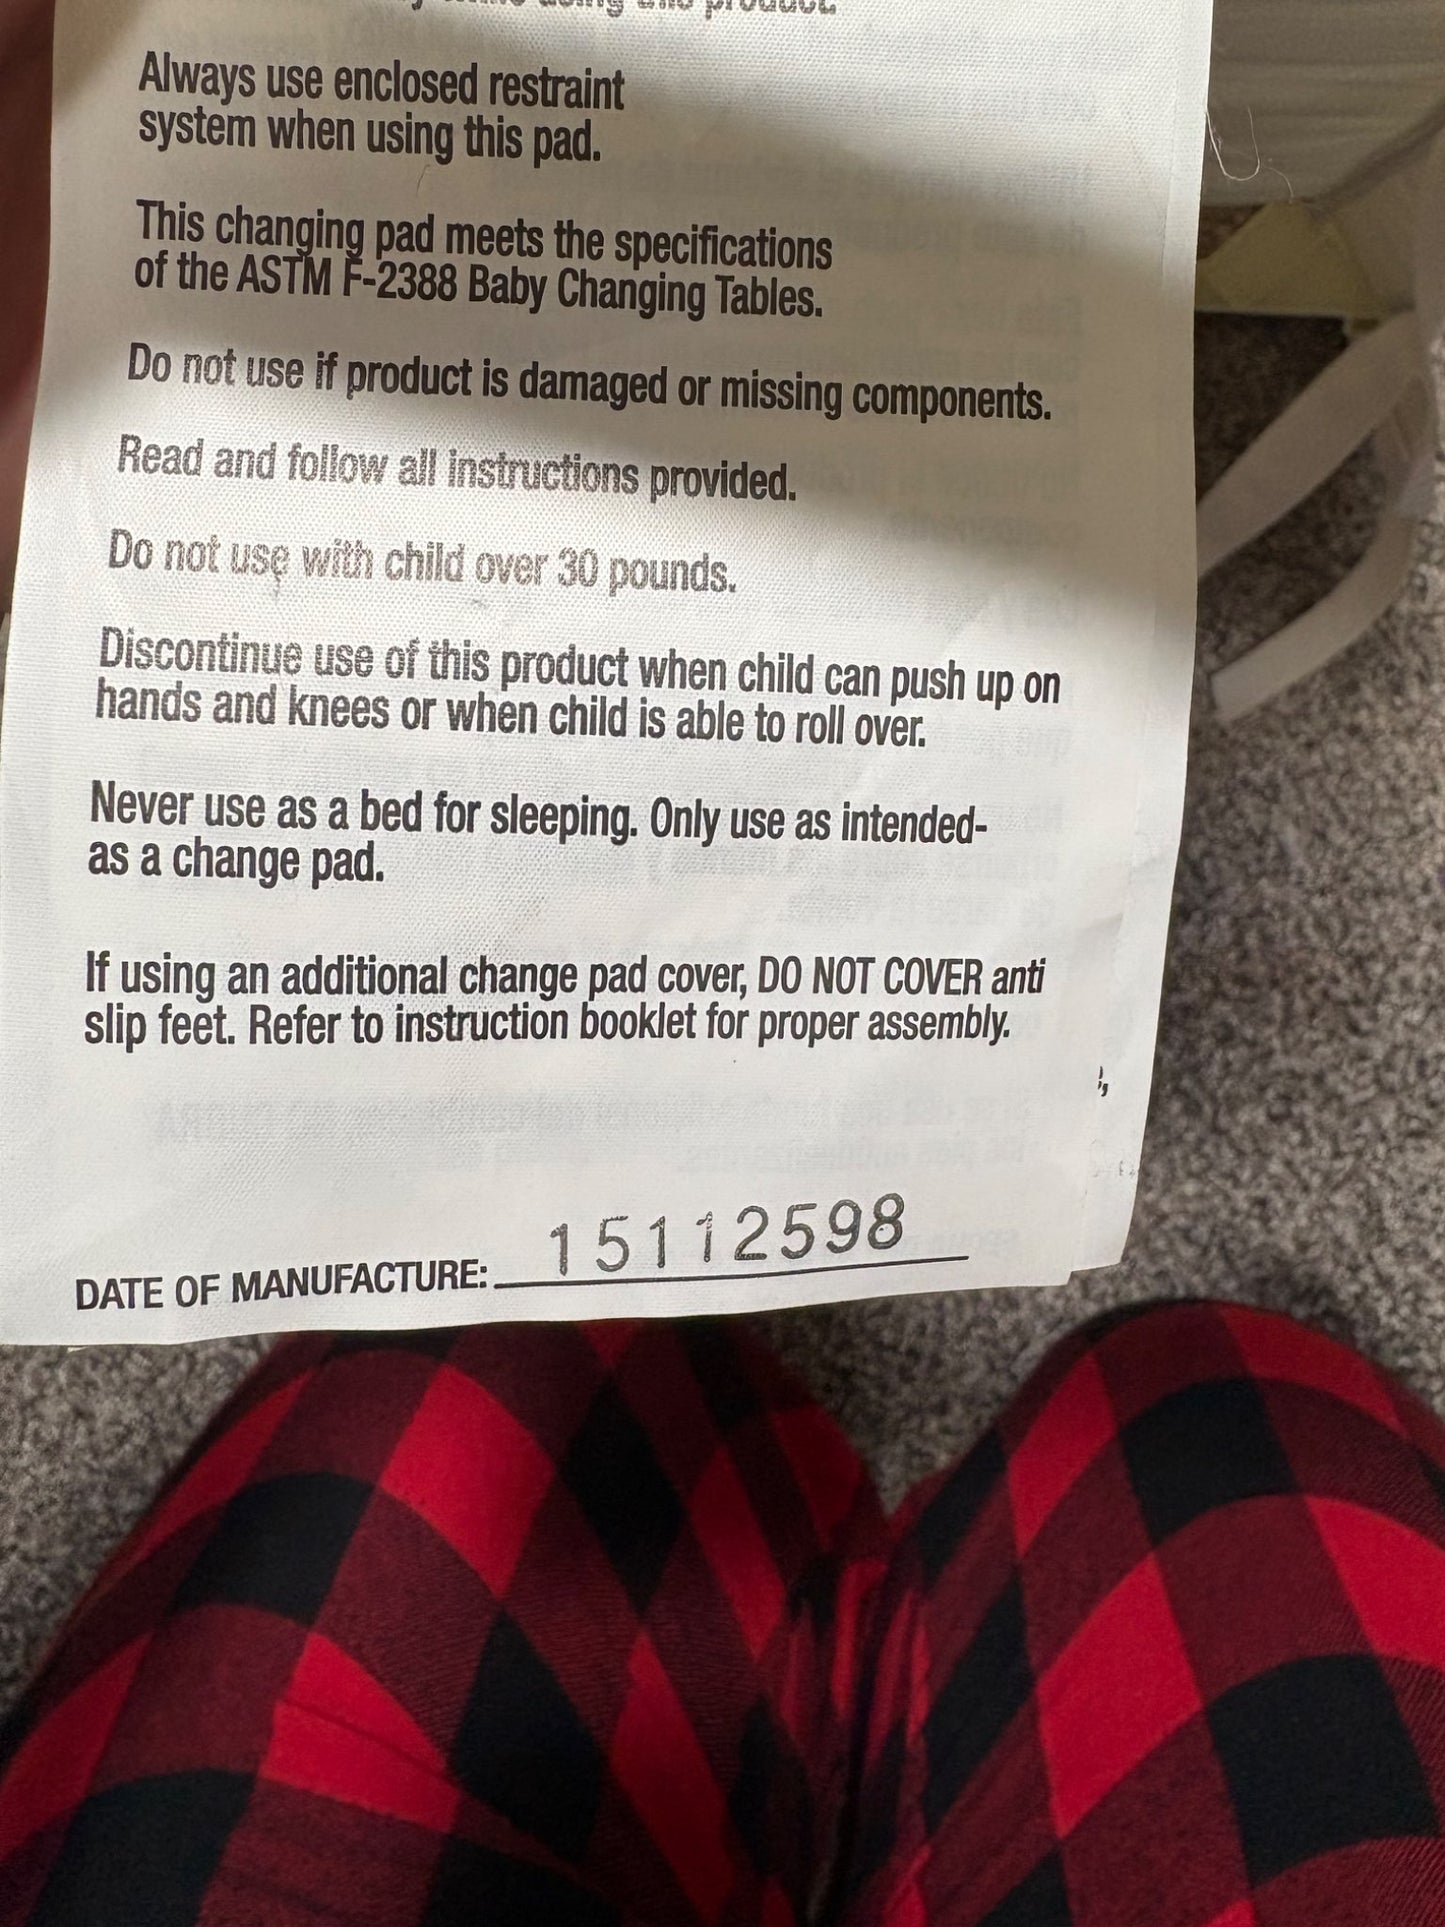 using this product.
Always use enclosed restraint
system when using this pad.
This changing pad meets the specifications
of the ASTM F-2388 Baby Changing Tables.
Do not use if product is damaged or missing components.
Read and follow all instructions provided.
Do not use with child over 30 pounds.
Discontinue use of this product when child can push up on
hands and knees or when child is able to roll over.
Never use as a bed for sleeping. Only use as intended-
as a change pad.
If using an additional change pad cover, DO NOT COVER anti
slip feet. Refer to instruction booklet for proper assembly.
DATE OF MANUFACTURE: 15112598